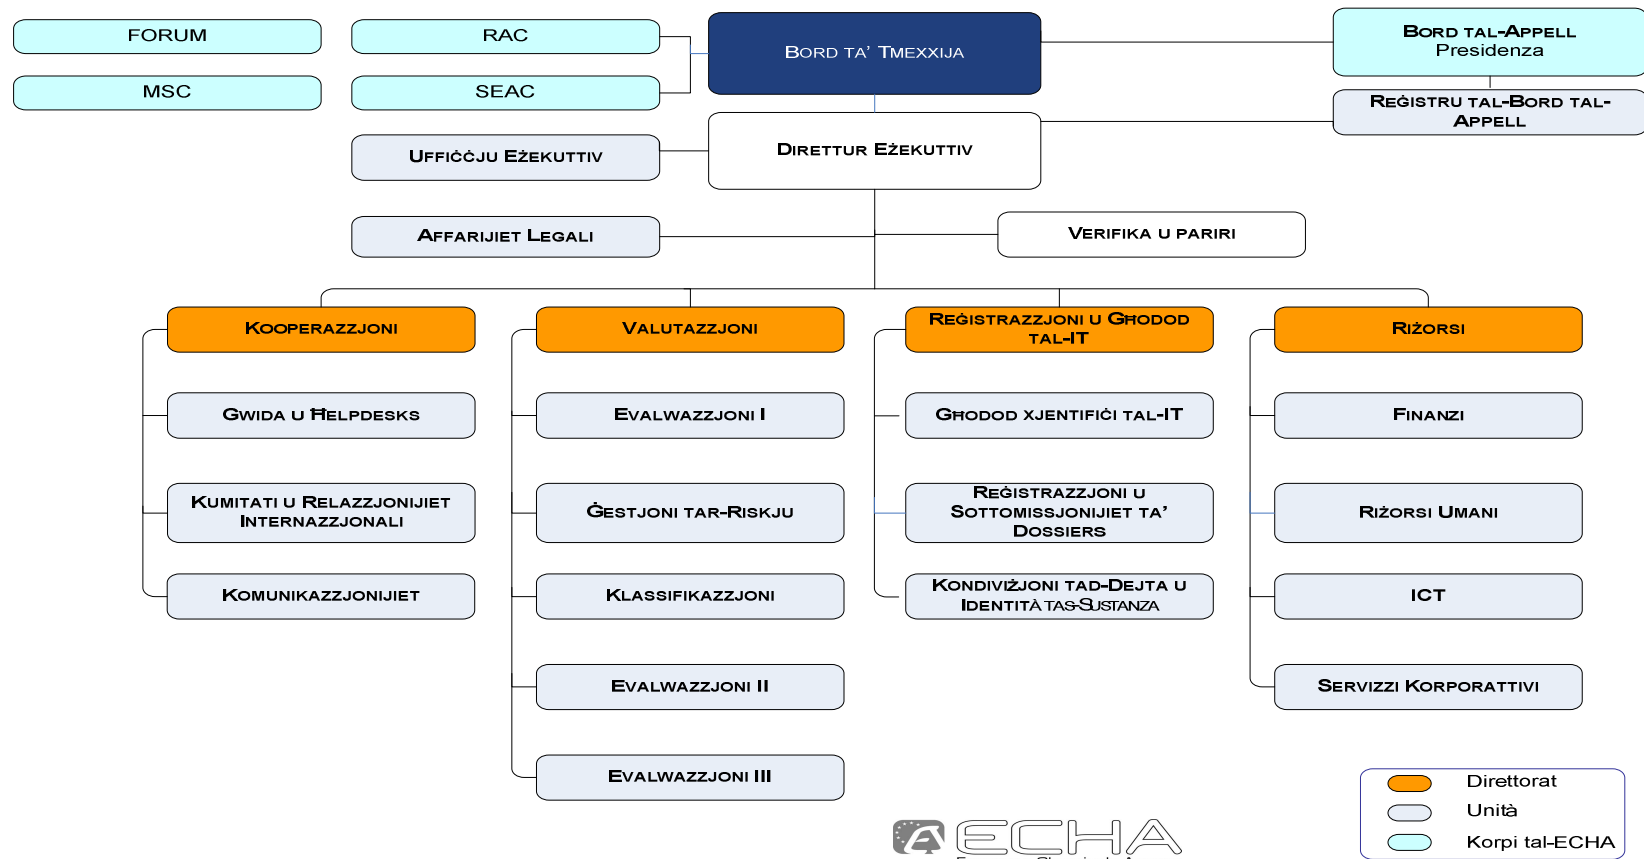 FORUM
RAC
BORD TA' TMEXXIJA
BORD TAL-APPELL
Presidenza
MSC
SEAC
REĠISTRU TAL-BORD TAL-
APPELL
UFFIĊĊJU EŻEKUTTIV
DIRETTUR EŻEKUTTIV
AFFARIJIET LEGALI
VERIFIKA U PARIRI
KOOPERAZZJONI
VALUTAZZJONI
REĠISTRAZZJONI U GĦODOD
TAL-IT
RIŻORSI
GWIDA U ĦELPDESKS
EVALWAZZJONI I
GĦODOD XJENTIFIĊI TAL-IT
FINANZI
KUMITATI U RELAZZJONIJIET
INTERNAZZJONALI
ĠESTJONI TAR-RISKJU
REĠISTRAZZJONI U
SOTTOMISSJONIJIET TA'
DOSSIERS
RIŻORSI UMANI
KOMUNIKAZZJONIJIET
KLASSIFIKAZZJONI
KONDIVIŻJONI TAD-DEJTA U
IDENTITÀ TAS-SUSTANZA
ICT
EVALWAZZJONI II
SERVIZZI KORPORATTIVI
EVALWAZZJONI III
Direttorat
Unità
Korpi tal-ECHA
ECHA